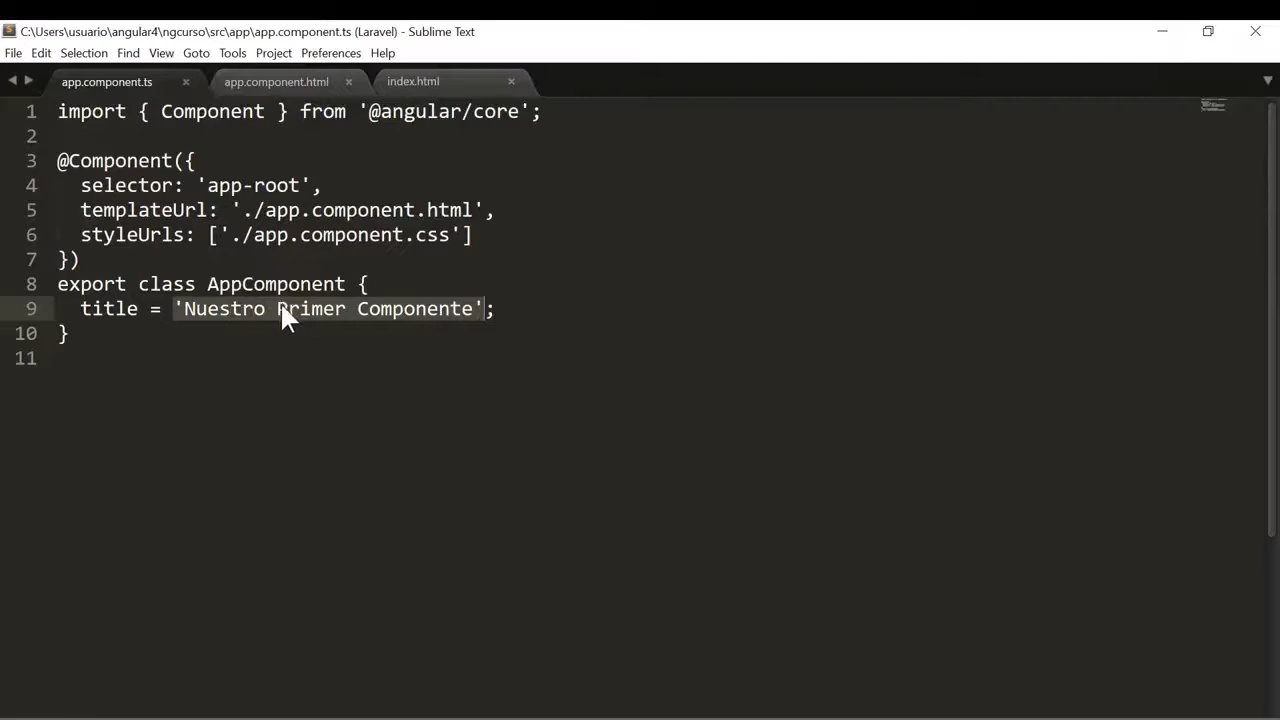 C:\Users\usuario\angular4\ngcurso\src\app\app.component.ts (Laravel) - Sublime Text
File Edit Selection Find View Goto Tools Project Preferences Help
app.component.ts app.component.html index.html
1 import { Component } from '@angular/core';
2
3 @Component({
4 selector: 'app-root',
5 templateUrl: './app.component.html',
6 styleUrls: ['./app.component.css']
7 })
8 export class AppComponent {
9 title = 'Nuestro Primer Componente';
10 }
11